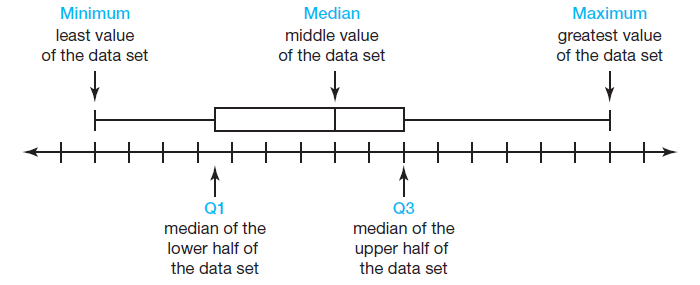 Minimum
least value
of the data set
Median
middle value
of the data set
Maximum
greatest value
of the data set
Q1
median of the
lower half of
the data set
Q3
median of the
upper half of
the data set